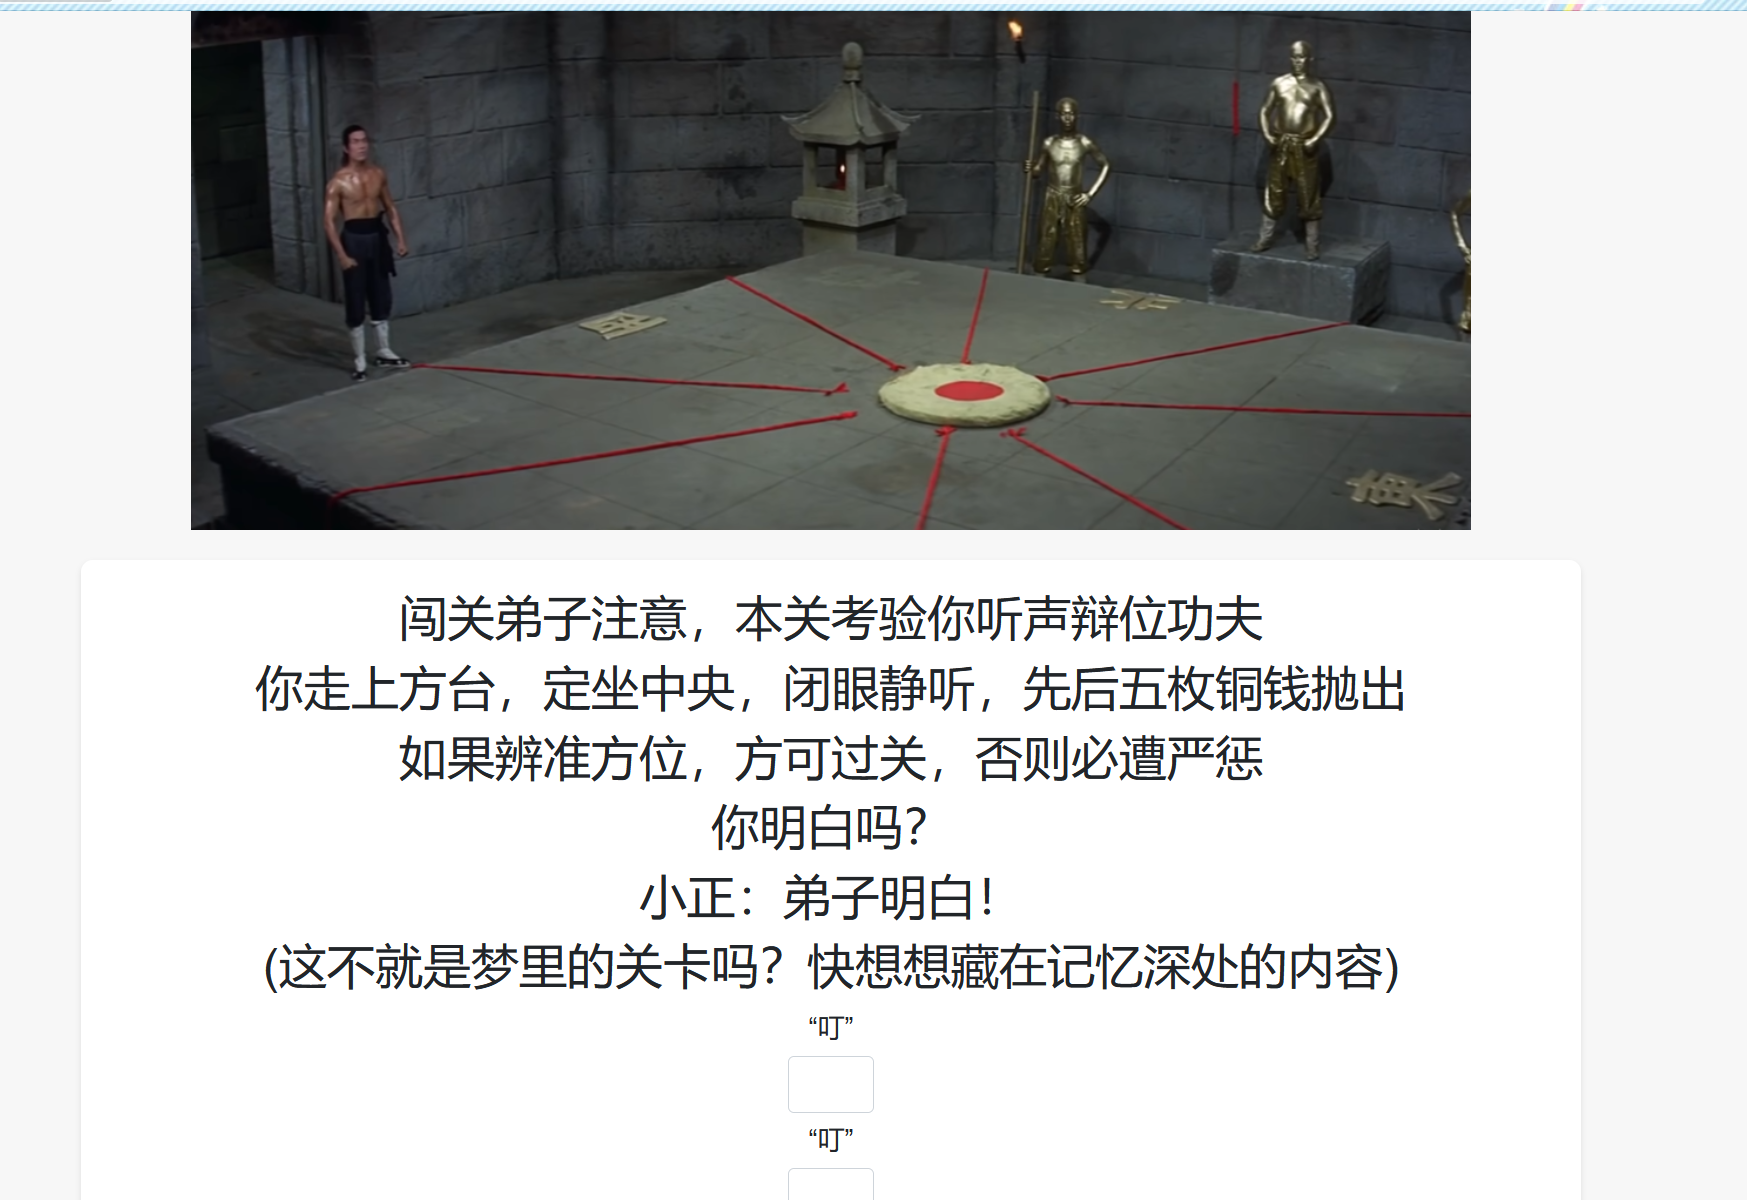 東
闯关弟子注意，本关考验你听声辩位功夫
你走上方台，定坐中央，闭眼静听，先后五枚铜钱抛出
如果辨准方位，方可过关，否则必遭严惩
你明白吗？
小正：弟子明白！
(这不就是梦里的关卡吗？快想想藏在记忆深处的内容)
“叮”
“叮”